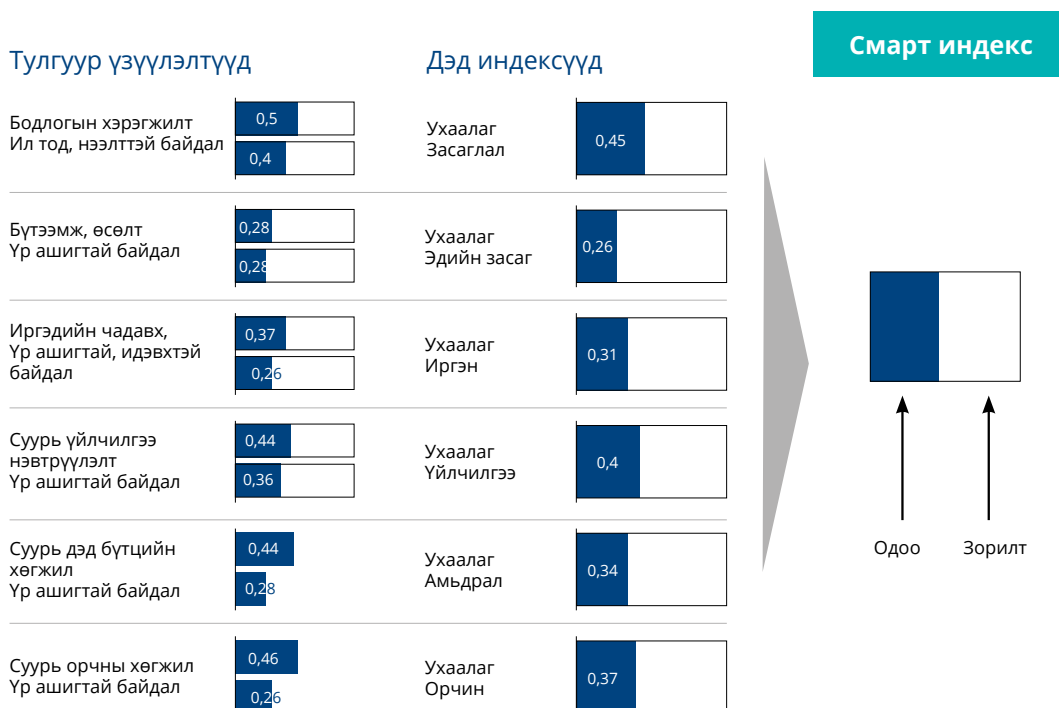 Тулгуур үзүүлэлтүүд
Дэд индексүүд
Смарт индекс
Бодлогын хэрэгжилт
Ил тод, нээлттэй байдал
0,5
0,4
Ухаалаг
Засаглал
0,45
Бүтээмж, өсөлт
Үр ашигтай байдал
0,28
0,28
Ухаалаг
Эдийн засаг
0,26
Иргэдийн чадавх,
Үр ашигтай, идэвхтэй
байдал
0,37
0,26
Ухаалаг
Иргэн
0,31
Суурь үйлчилгээ
нэвтрүүлэлт
Үр ашигтай байдал
0,44
0,36
Ухаалаг
Үйлчилгээ
0,4
Суурь дэд бүтцийн
хөгжил
Үр ашигтай байдал
0,44
0,28
Ухаалаг
Амьдрал
0,34
Суурь орчны хөгжил
Үр ашигтай байдал
0,46
0,26
Ухаалаг
Орчин
0,37
Одоо
Зорилт